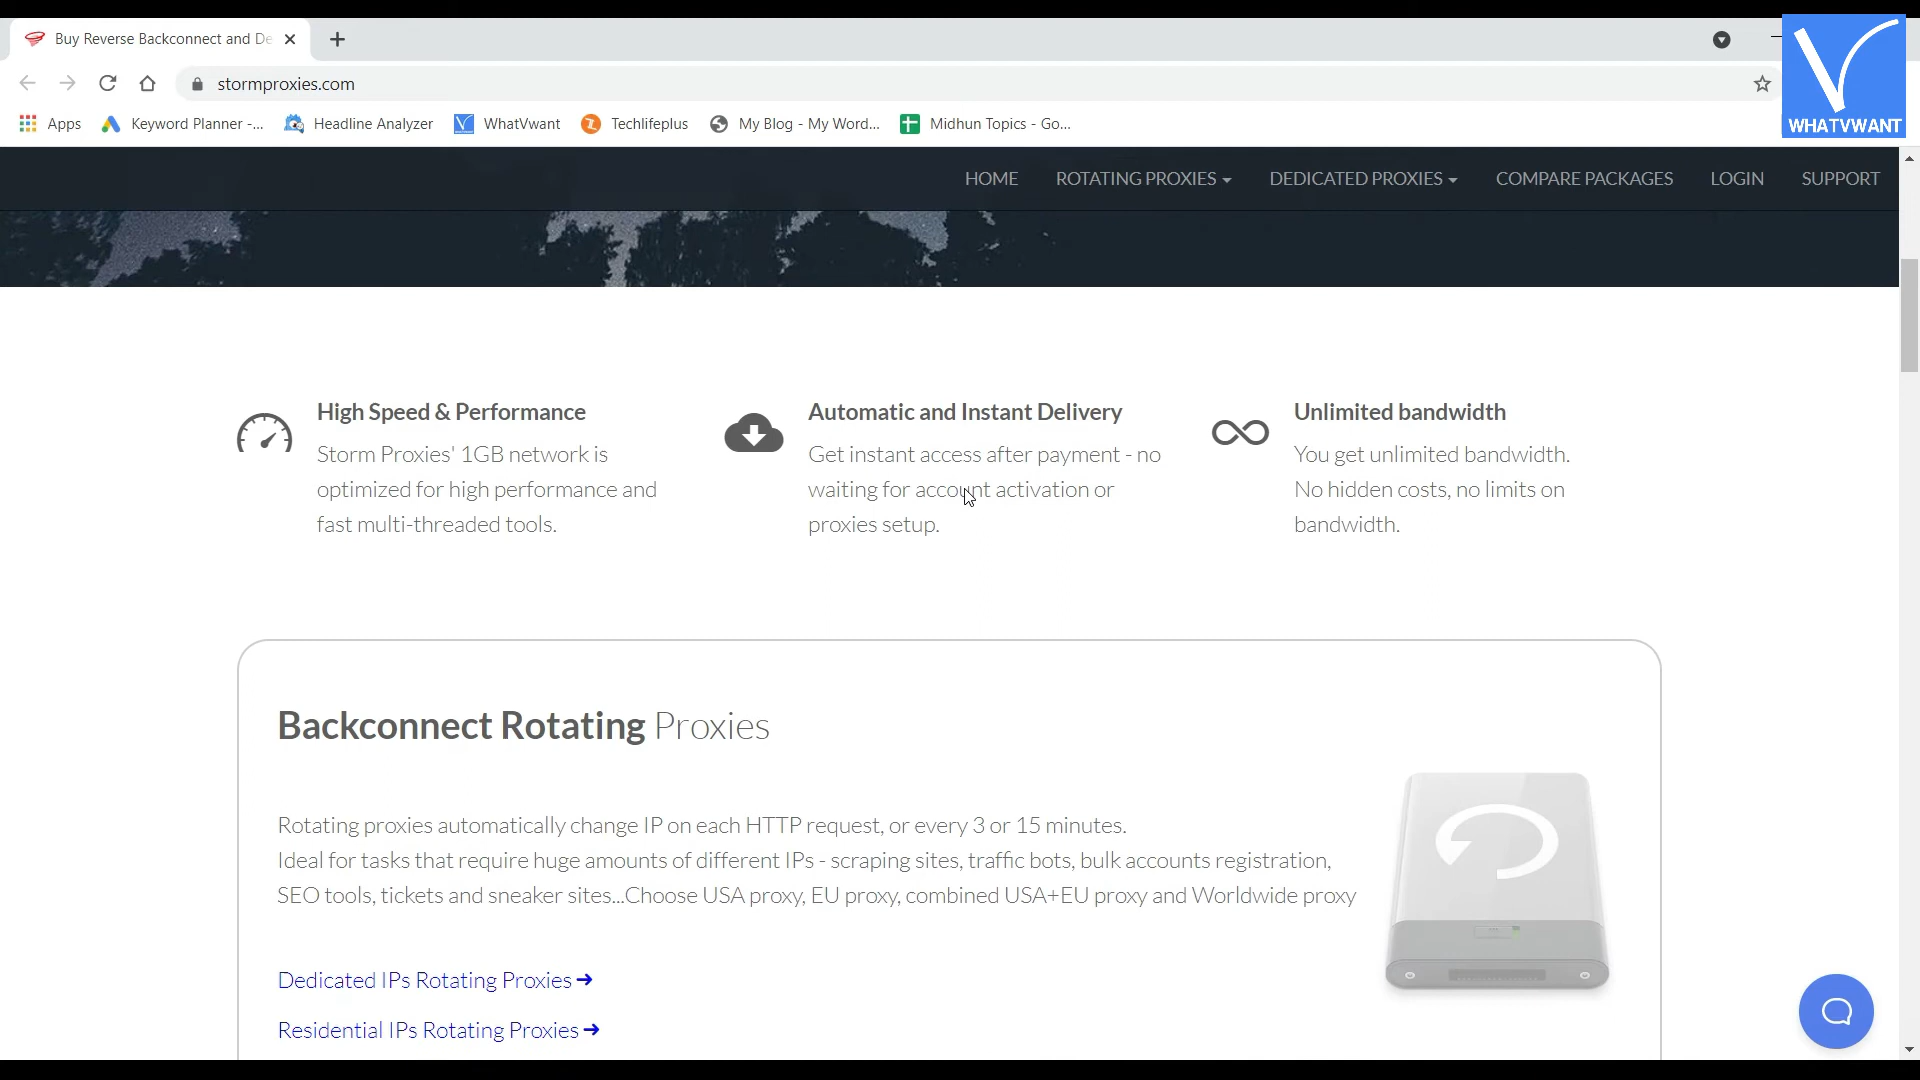 Buy Reverse Backconnect and De
stormproxies.com
Apps
Keyword Planner -...
Headline Analyzer
WhatVwant
Techlifeplus
My Blog - My Word...
Midhun Topics - Go...
WHATVWANT
HOME
ROTATING PROXIES
DEDICATED PROXIES
COMPARE PACKAGES
LOGIN
SUPPORT
High Speed & Performance
Storm Proxies' 1GB network is
optimized for high performance and
fast multi-threaded tools.
Automatic and Instant Delivery
Get instant access after payment - no
waiting for account activation or
proxies setup.
Unlimited bandwidth
You get unlimited bandwidth.
No hidden costs, no limits on
bandwidth.
Backconnect Rotating Proxies
Rotating proxies automatically change IP on each HTTP request, or every 3 or 15 minutes.
Ideal for tasks that require huge amounts of different IPs - scraping sites, traffic bots, bulk accounts registration,
SEO tools, tickets and sneaker sites...Choose USA proxy, EU proxy, combined USA+EU proxy and Worldwide proxy
Dedicated IPs Rotating Proxies →
Residential IPs Rotating Proxies →